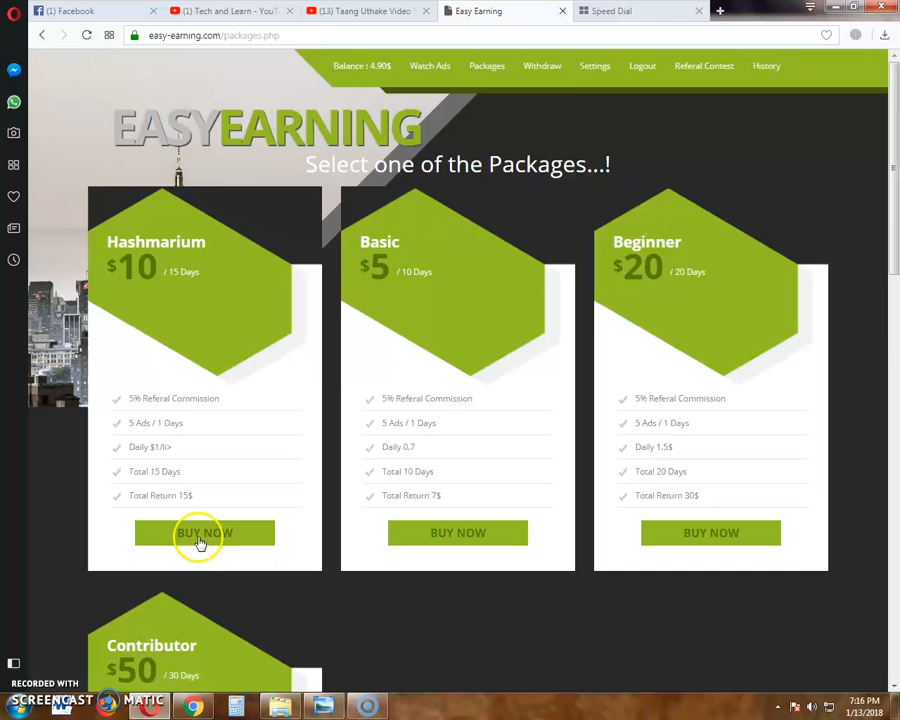 (1) Facebook
(1) Tech and Learn - YouT
(13) Taang Uthake Video
Easy Earning
Speed Dial
easy-earning.com/packages.php
Balance : 4.90$ Watch Ads Packages Withdraw Settings Logout Referal Contest History
EASYEARNING
Select one of the Packages...!
Hashmarium
$10 / 15 Days
5% Referal Commission
5 Ads / 1 Days
Daily $1/li>
Total 15 Days
Total Return 15$
BUY NOW
Basic
$5 / 10 Days
5% Referal Commission
5 Ads / 1 Days
Daily 0.7
Total 10 Days
Total Return 7$
BUY NOW
Beginner
$20 / 20 Days
5% Referal Commission
5 Ads / 1 Days
Daily 1.5$
Total 20 Days
Total Return 30$
BUY NOW
Contributor
$50 / 30 Days
RECORDED WITH
SCREENCAST MATIC
7:16 PM
1/13/2018